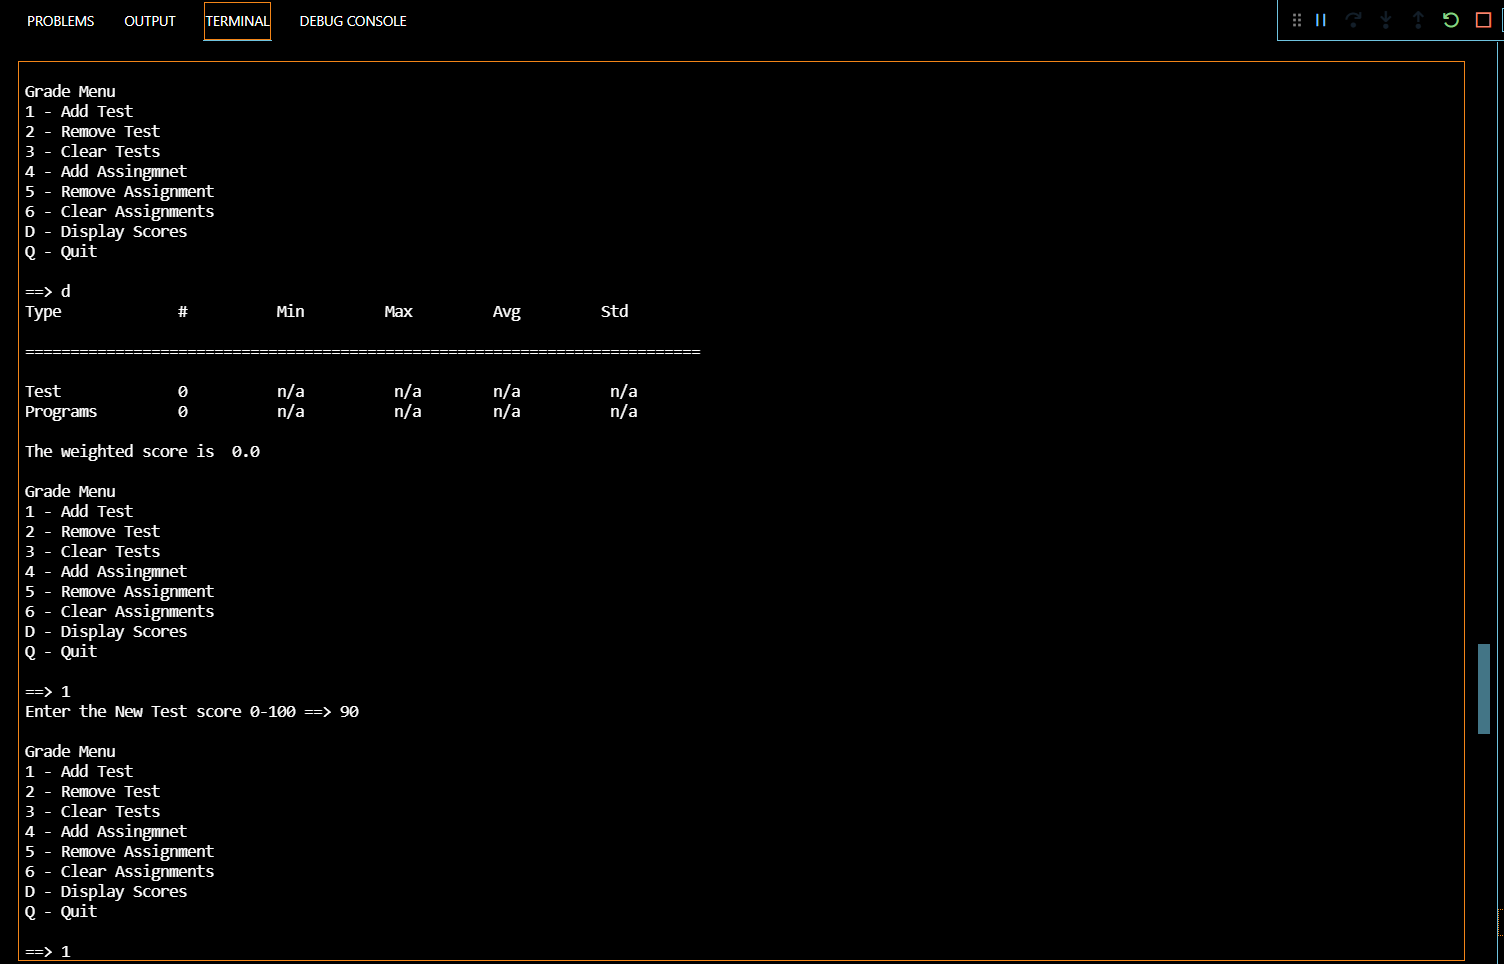 PROBLEMS OUTPUT TERMINAL DEBUG CONSOLE
Grade Menu
1 - Add Test
2 - Remove Test
3 - Clear Tests
4 - Add Assingmnet
5 - Remove Assignment
6 - Clear Assignments
D - Display Scores
Q - Quit
==> d
Type # Min Max Avg Std
===========================================================================
Test 0 n/a n/a n/a n/a
Programs 0 n/a n/a n/a n/a
The weighted score is 0.0
Grade Menu
1 - Add Test
2 - Remove Test
3 - Clear Tests
4 - Add Assingmnet
5 - Remove Assignment
6 - Clear Assignments
D - Display Scores
Q - Quit
==> 1
Enter the New Test score 0-100 ==> 90
Grade Menu
1 - Add Test
2 - Remove Test
3 - Clear Tests
4 - Add Assingmnet
5 - Remove Assignment
6 - Clear Assignments
D - Display Scores
Q - Quit
==> 1